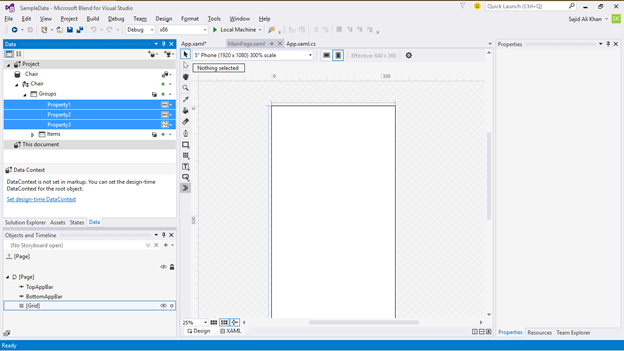 SampleData - Microsoft Blend for Visual Studio
Quick Launch (Ctrl+Q)
File Edit View Project Build Debug Team Design Format Tools Window Help
Sajid Ali Khan
SK
Debug x86 Local Machine
Data
Project
Chair
Chair
Groups
Property1
Property2
Property3
Items
This document
Data Context
DataContext is not set in markup. You can set the design-time
DataContext for the root object.
Set design-time DataContext
Solution Explorer Assets States Data
Objects and Timeline
(No Storyboard open)
[Page]
[Page]
TopAppBar
BottomAppBar
[Grid]
App.xaml* MainPage.xaml App.xaml.cs
5" Phone (1920 x 1080) 300% scale
Effective: 640 x 360
Nothing selected
0 320
320
25%
Design XAML
Properties
Properties Resources Team Explorer
Ready